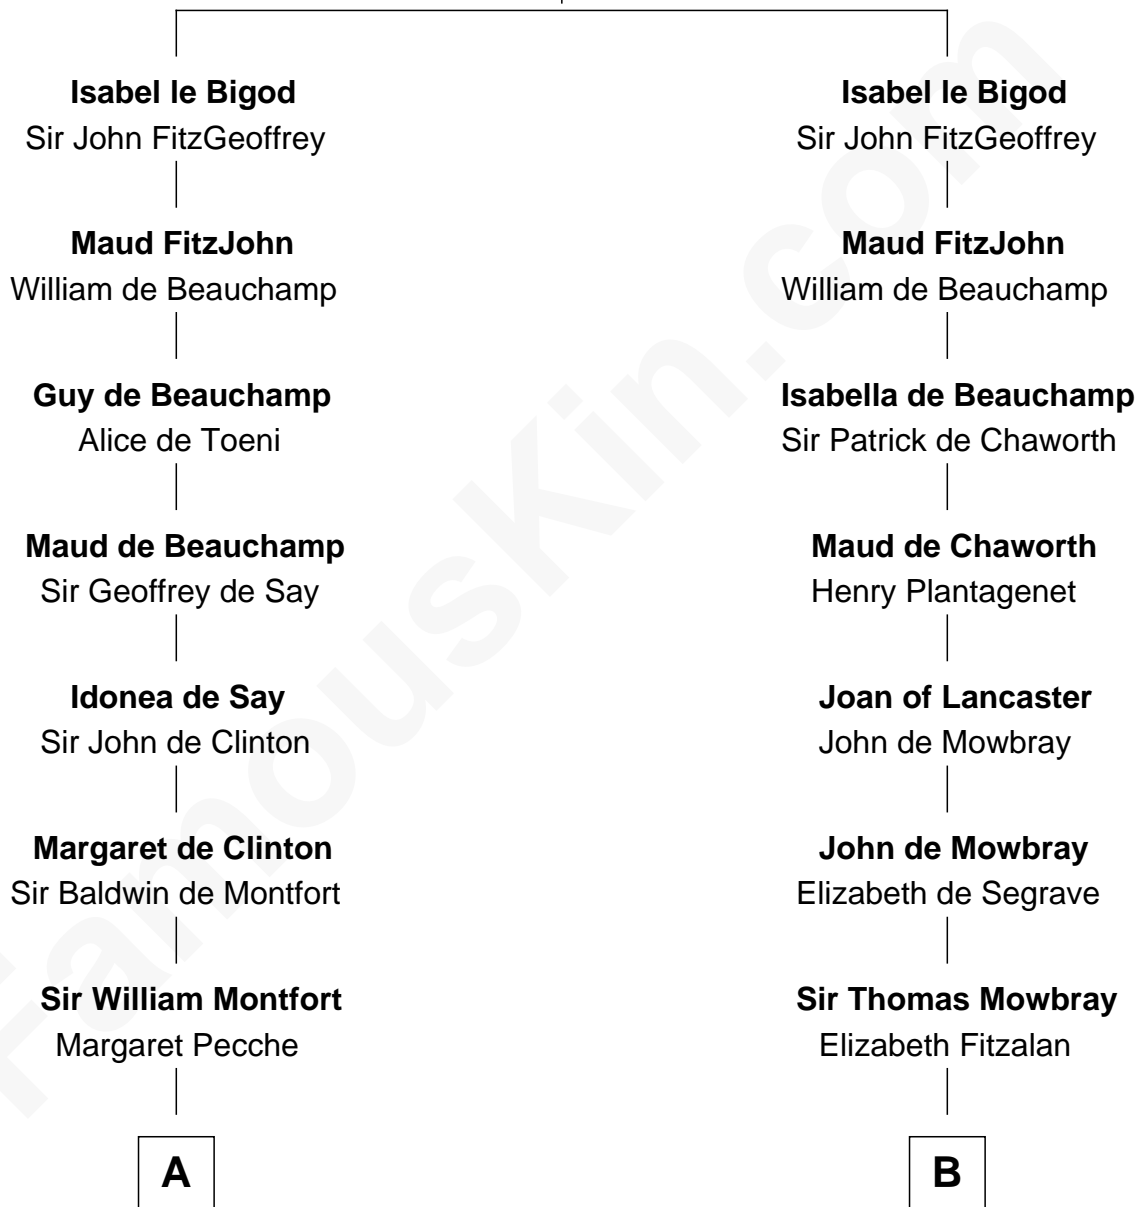 Isabel le Bigod
Sir John FitzGeoffrey
Maud FitzJohn
William de Beauchamp
Guy de Beauchamp
Alice de Toeni
Maud de Beauchamp
Sir Geoffrey de Say
Idonea de Say
Sir John de Clinton
Margaret de Clinton
Sir Baldwin de Montfort
Sir William Montfort
Margaret Pecche
A
Isabel le Bigod
Sir John FitzGeoffrey
Maud FitzJohn
William de Beauchamp
Isabella de Beauchamp
Sir Patrick de Chaworth
Maud de Chaworth
Henry Plantagenet
Joan of Lancaster
John de Mowbray
John de Mowbray
Elizabeth de Segrave
Sir Thomas Mowbray
Elizabeth Fitzalan
B
FamousKin.com